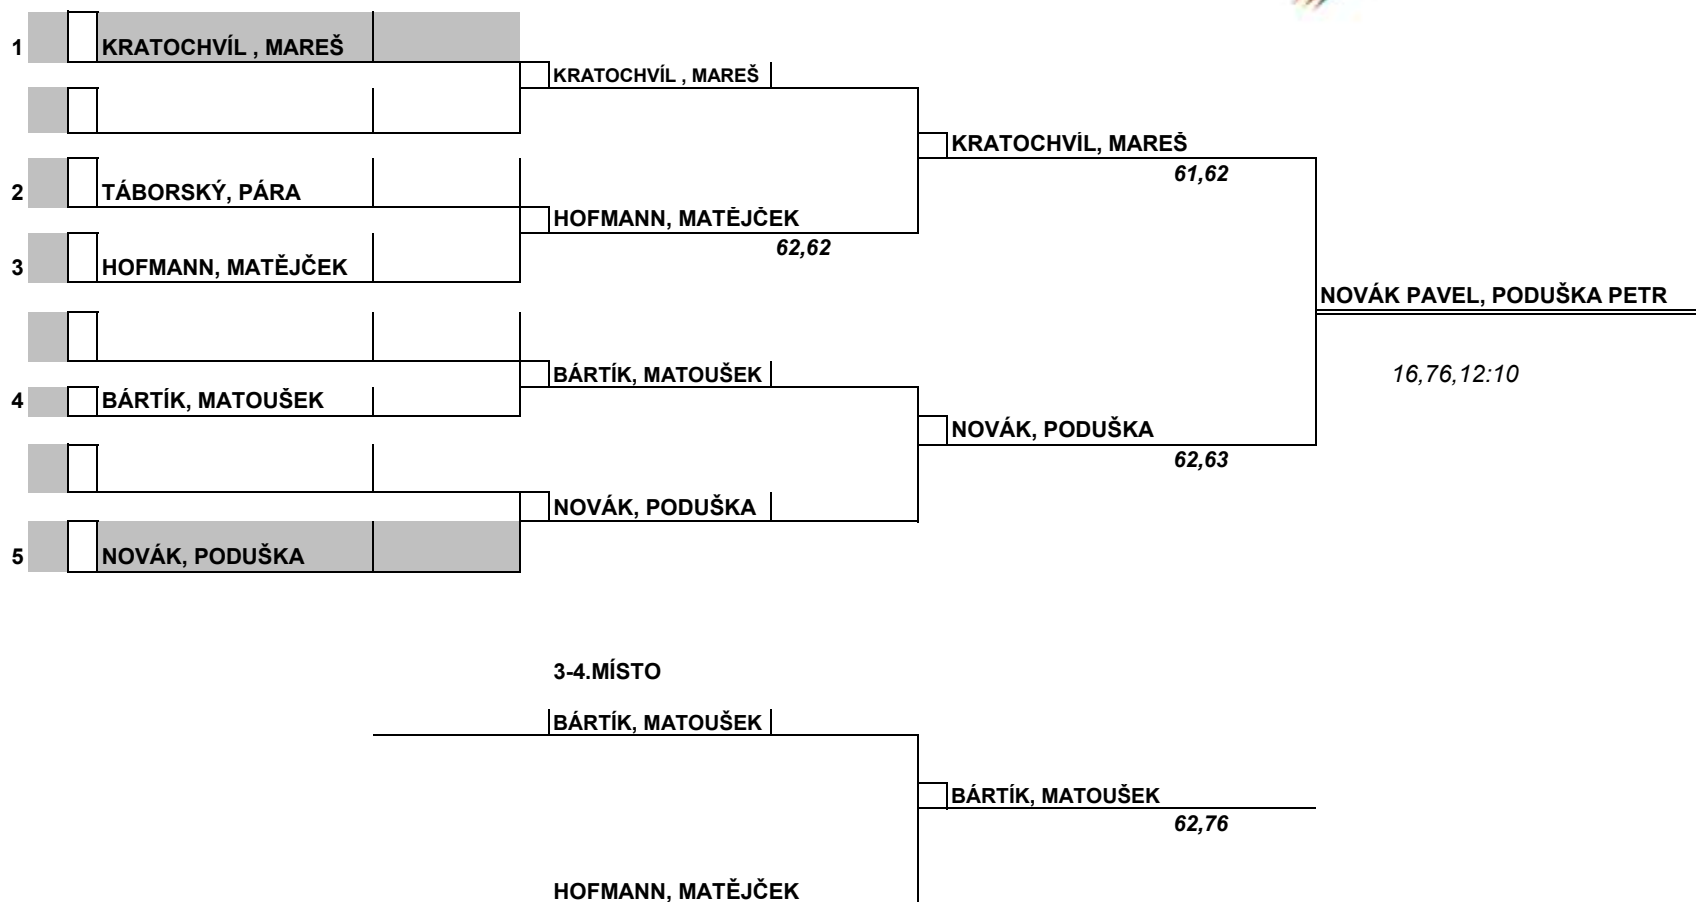 1 KRATOCHVÍL , MAREŠ
KRATOCHVÍL , MAREŠ
KRATOCHVÍL, MAREŠ
61,62
2 TÁBORSKÝ, PÁRA
HOFMANN, MATĚJČEK
62,62
3 HOFMANN, MATĚJČEK
NOVÁK PAVEL, PODUŠKA PETR
16,76,12:10
BÁRTÍK, MATOUŠEK
4 BÁRTÍK, MATOUŠEK
NOVÁK, PODUŠKA
62,63
NOVÁK, PODUŠKA
5 NOVÁK, PODUŠKA
3-4.MÍSTO
BÁRTÍK, MATOUŠEK
BÁRTÍK, MATOUŠEK
62,76
HOFMANN, MATĚJČEK